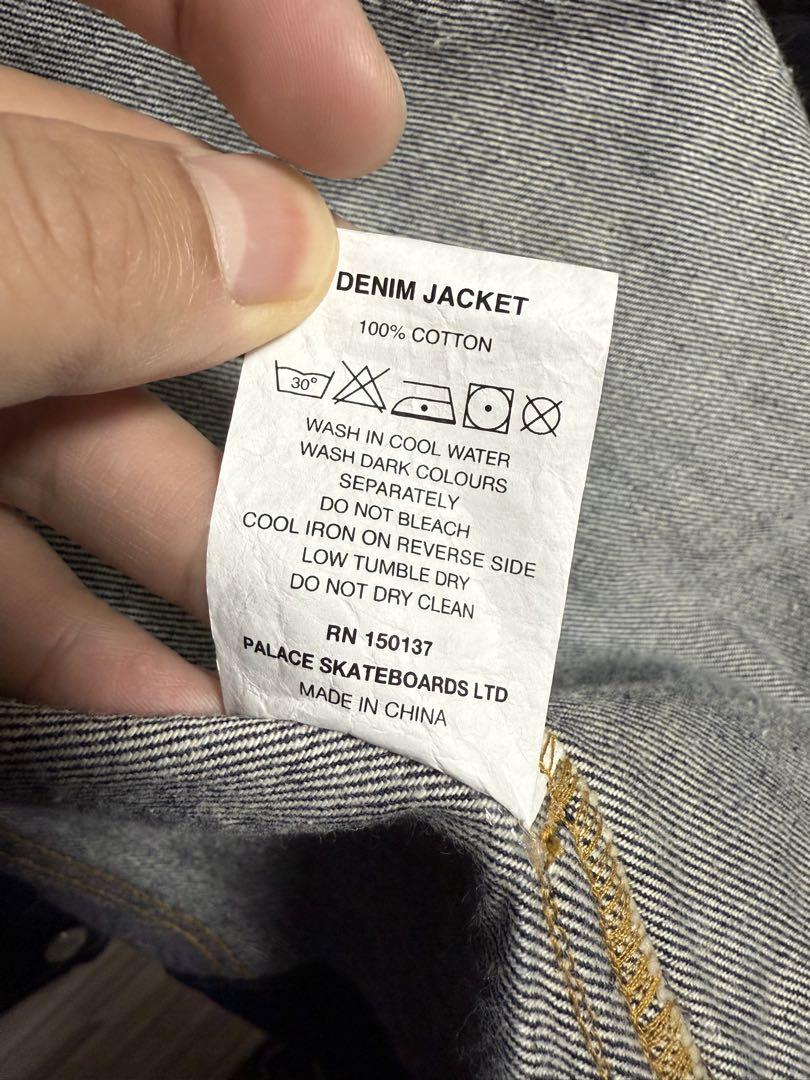 DENIM JACKET
100% COTTON
30°
WASH IN COOL WATER
WASH DARK COLOURS
SEPARATELY
DO NOT BLEACH
COOL IRON ON REVERSE SIDE
LOW TUMBLE DRY
DO NOT DRY CLEAN
RN 150137
PALACE SKATEBOARDS LTD
MADE IN CHINA